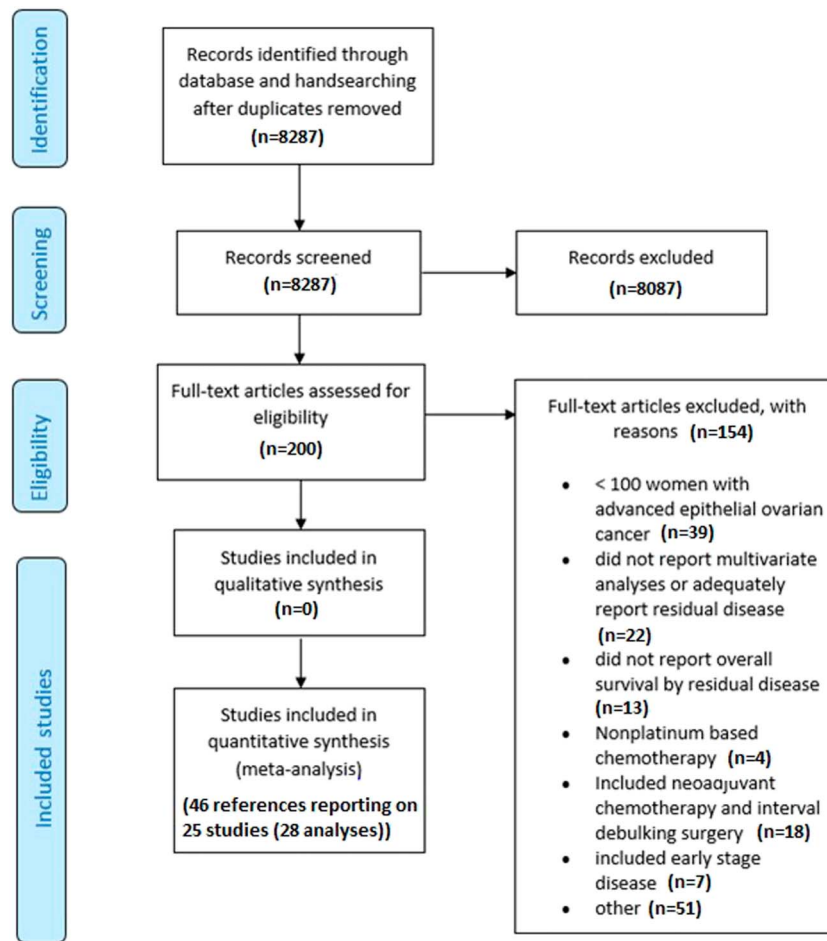 Identification
Records identified through
database and handsearching
after duplicates removed
(n=8287)
Screening
Records screened
(n=8287)
Records excluded
(n=8087)
Eligibility
Full-text articles assessed for
eligibility
(n=200)
Full-text articles excluded, with
reasons (n=154)
• < 100 women with
advanced epithelial ovarian
cancer (n=39)
• did not report multivariate
analyses or adequately
report residual disease
(n=22)
• did not report overall
survival by residual disease
(n=13)
• Nonplatinum based
chemotherapy (n=4)
• Included neoaqjuvant
chemotherapy and interval
debulking surgery (n=18)
• included early stage
disease (n=7)
• other (n=51)
Included studies
Studies included in
qualitative synthesis
(n=0)
Studies included in
quantitative synthesis
(meta-analysis)
(46 references reporting on
25 studies (28 analyses))